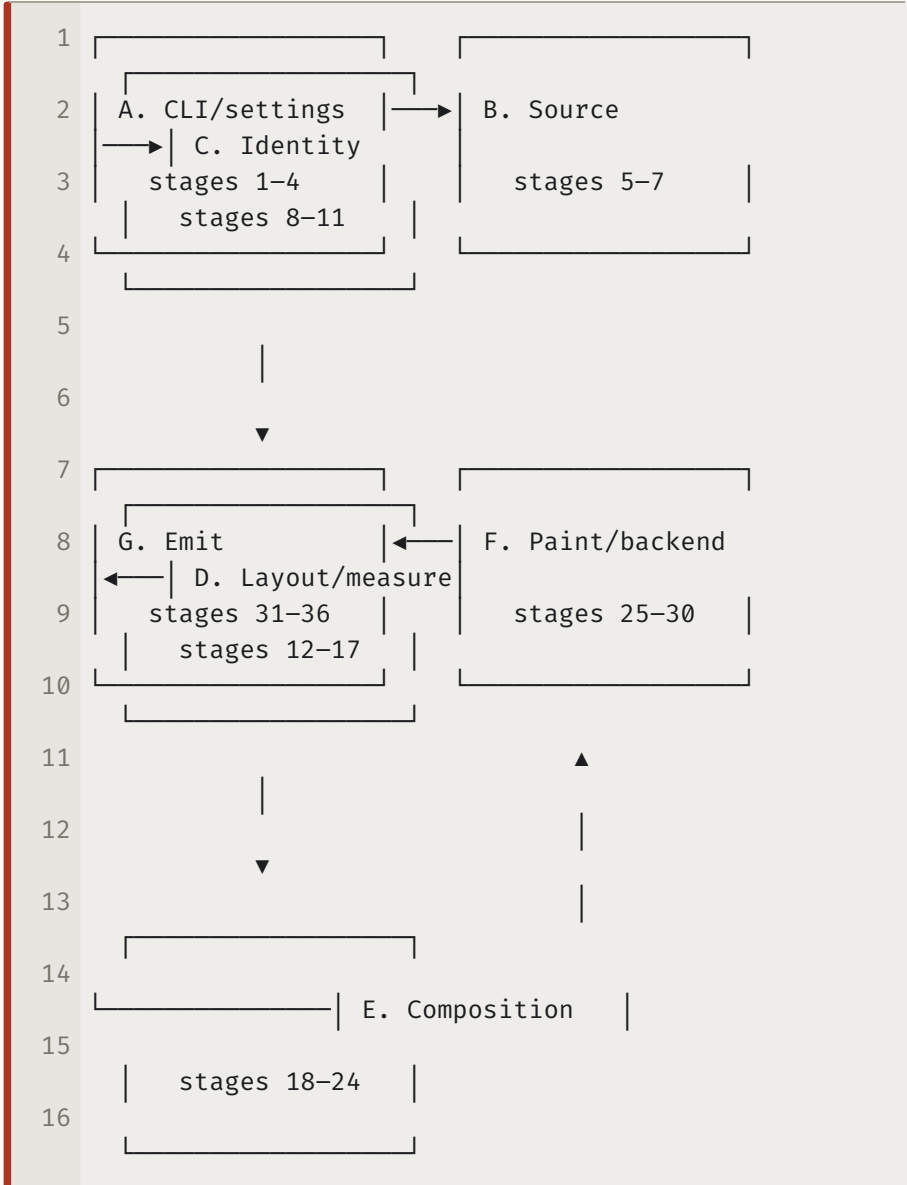 1 ┌──────────────────┐    ┌──────────────────┐
  ┌──────────────────┐
2 │ A. CLI/settings  │──▶│ B. Source
│──▶│ C. Identity      │
3 │   stages 1–4     │    │   stages 5–7     │
  │   stages 8–11    │
4 └──────────────────┘    └──────────────────┘
  └──────────────────┘
5
           │
6
           ▼
7 ┌──────────────────┐    ┌──────────────────┐
  ┌──────────────────┐
8 │ G. Emit          │◀──│ F. Paint/backend
│◀──│ D. Layout/measure│
9 │   stages 31–36   │    │   stages 25–30   │
  │   stages 12–17   │
10 └──────────────────┘    └──────────────────┘
  └──────────────────┘
11                                ▲
           │
12                                │
           ▼
13                                │
  ┌──────────────────┐
14
└───────────────│ E. Composition   │
15
  │   stages 18–24   │
16
  └──────────────────┘